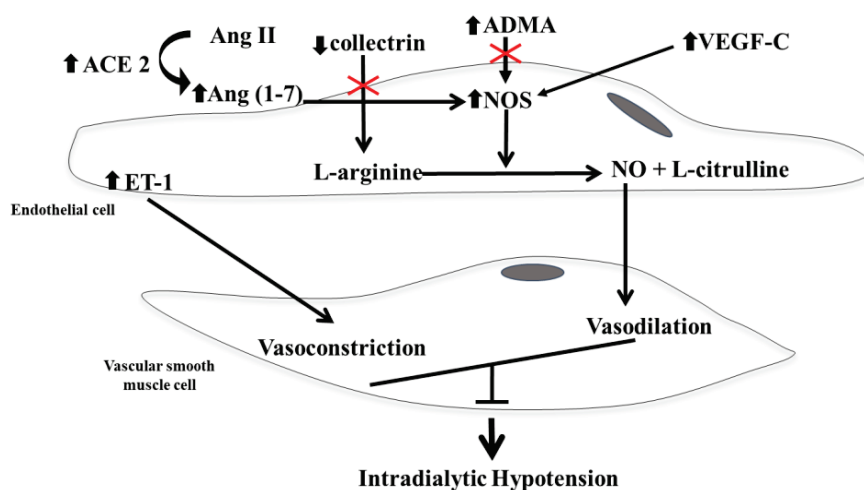 Ang II
collectrin
ADMA
VEGF-C
ACE 2
Ang (1-7)
NOS
L-arginine
NO + L-citrulline
ET-1
Endothelial cell
Vasodilation
Vasoconstriction
Vascular smooth
muscle cell
Intradialytic Hypotension